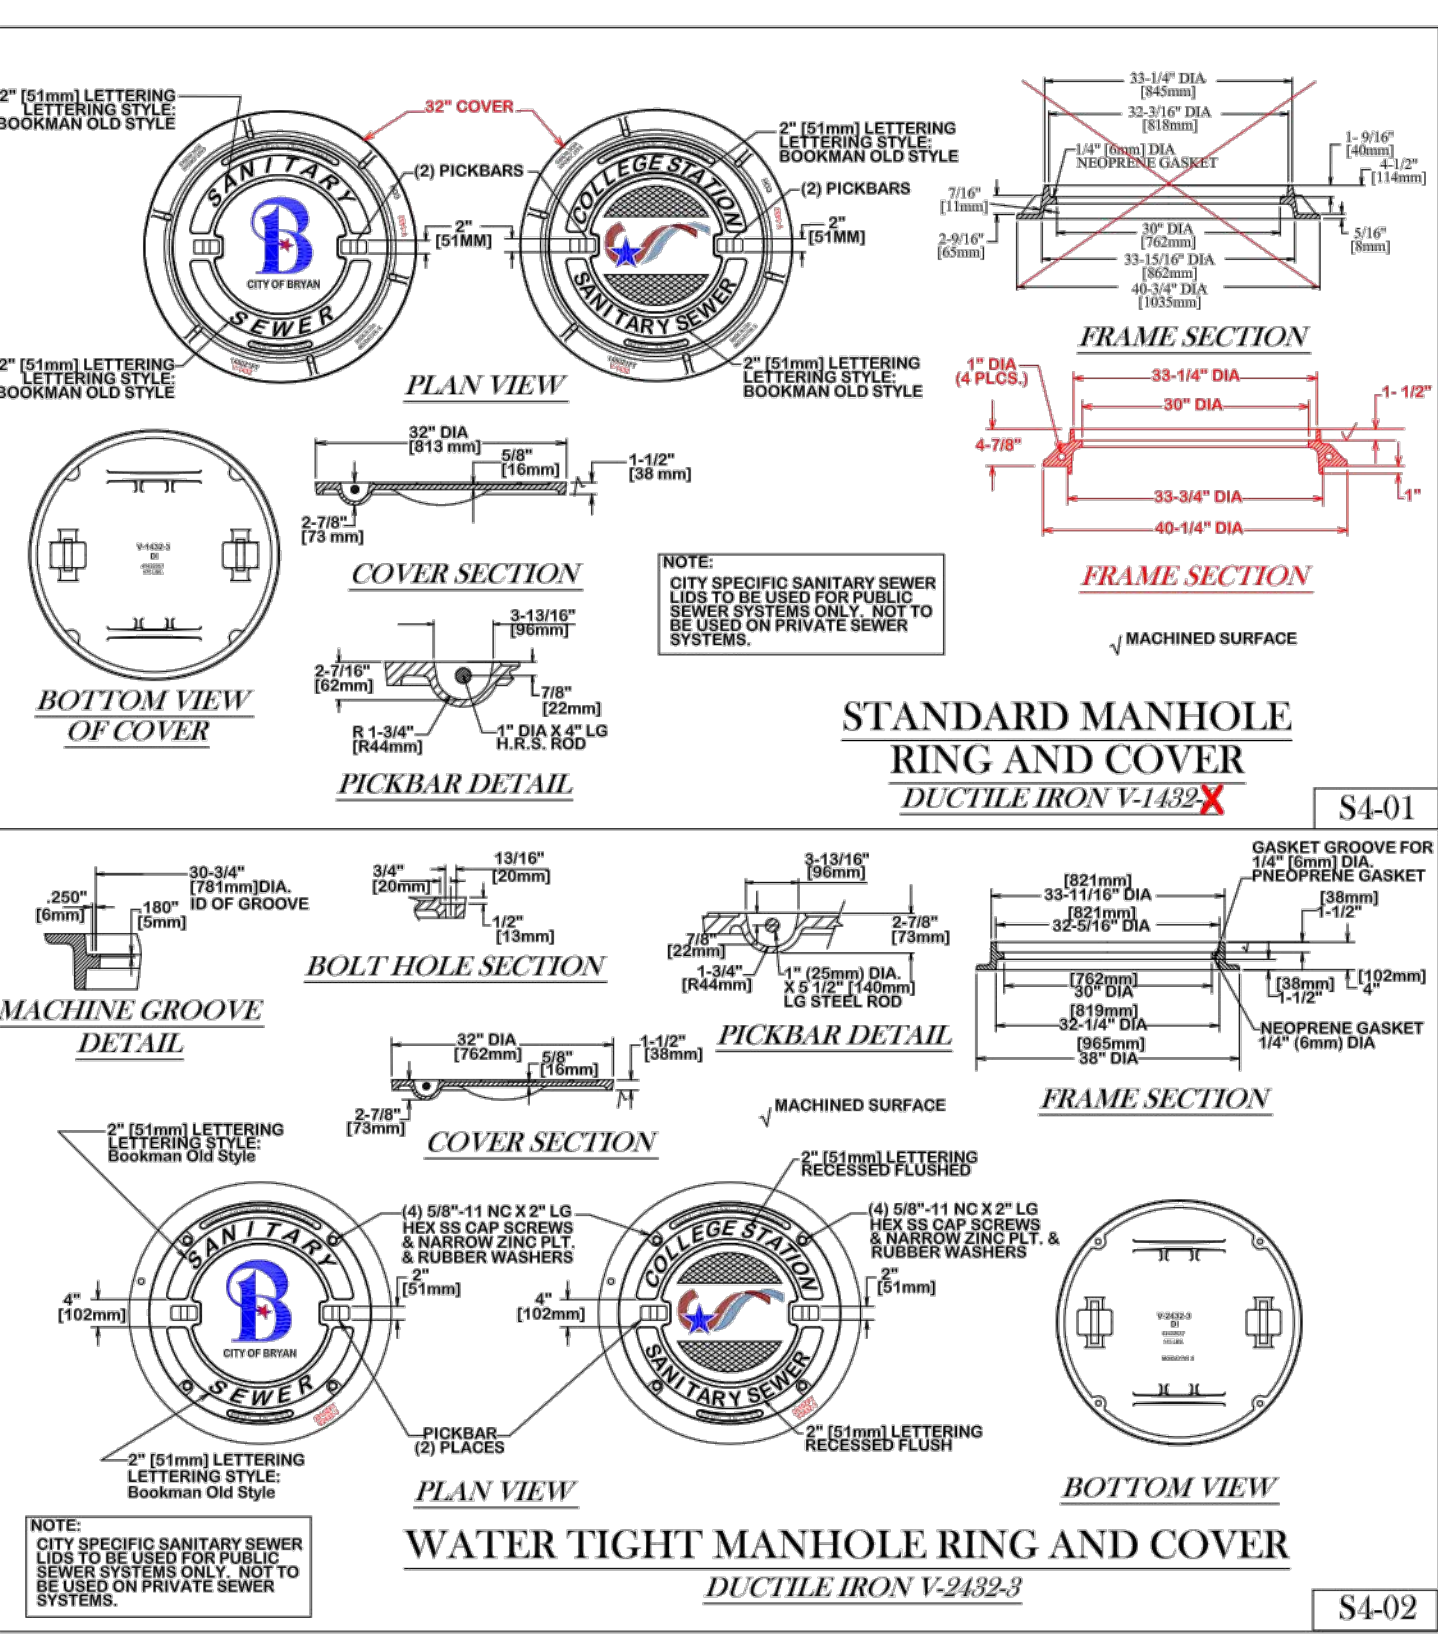 2" [51mm] LETTERING
LETTERING STYLE:
BOOKMAN OLD STYLE
32" COVER
2" [51mm] LETTERING
LETTERING STYLE:
BOOKMAN OLD STYLE
(2) PICKBARS
(2) PICKBARS
2"
[51MM]
2"
[51MM]
SANITARY
CITY OF BRYAN
SEWER
COLLEGE STATION
SANITARY SEWER
2" [51mm] LETTERING
LETTERING STYLE:
BOOKMAN OLD STYLE
2" [51mm] LETTERING
LETTERING STYLE:
BOOKMAN OLD STYLE
PLAN VIEW
33-1/4" DIA
[845mm]
32-3/16" DIA
[818mm]
1/4" [6mm] DIA
NEOPRENE GASKET
1- 9/16"
[40mm]
4-1/2"
[114mm]
7/16"
[11mm]
2-9/16"
[65mm]
30" DIA
[762mm]
33-15/16" DIA
[862mm]
40-3/4" DIA
[1035mm]
5/16"
[8mm]
FRAME SECTION
1" DIA
(4 PLCS.)
33-1/4" DIA
30" DIA
1- 1/2"
4-7/8"
33-3/4" DIA
1"
40-1/4" DIA
FRAME SECTION
V-1432-3
DI
BOTTOM VIEW
OF COVER
32" DIA
[813 mm]
5/8"
[16mm]
1-1/2"
[38 mm]
2-7/8"
[73 mm]
COVER SECTION
3-13/16"
[96mm]
2-7/16"
[62mm]
7/8"
[22mm]
R 1-3/4"
[R44mm]
1" DIA X 4" LG
H.R.S. ROD
PICKBAR DETAIL
NOTE:
CITY SPECIFIC SANITARY SEWER
LIDS TO BE USED FOR PUBLIC
SEWER SYSTEMS ONLY. NOT TO
BE USED ON PRIVATE SEWER
SYSTEMS.
√ MACHINED SURFACE
STANDARD MANHOLE
RING AND COVER
DUCTILE IRON V-1432-X
S4-01
30-3/4"
[781mm]DIA.
ID OF GROOVE
.250"
[6mm]
.180"
[5mm]
MACHINE GROOVE
DETAIL
3/4"
[20mm]
13/16"
[20mm]
1/2"
[13mm]
BOLT HOLE SECTION
3-13/16"
[96mm]
2-7/8"
[73mm]
7/8"
[22mm]
1-3/4"
[R44mm]
1" (25mm) DIA.
X 5 1/2" [140mm]
LG STEEL ROD
PICKBAR DETAIL
GASKET GROOVE FOR
1/4" [6mm] DIA.
PNEOPRENE GASKET
[821mm]
33-11/16" DIA
[821mm]
32-5/16" DIA
[38mm]
1-1/2"
[762mm]
30" DIA
[819mm]
32-1/4" DIA
[965mm]
38" DIA
[38mm]
1-1/2"
[102mm]
4"
NEOPRENE GASKET
1/4" (6mm) DIA
FRAME SECTION
32" DIA
[762mm]
5/8"
[16mm]
1-1/2"
[38mm]
2-7/8"
[73mm]
COVER SECTION
√ MACHINED SURFACE
2" [51mm] LETTERING
LETTERING STYLE:
Bookman Old Style
(4) 5/8"-11 NC X 2" LG
HEX SS CAP SCREWS
& NARROW ZINC PLT.
& RUBBER WASHERS
2" [51mm] LETTERING
RECESSED FLUSHED
(4) 5/8"-11 NC X 2" LG
HEX SS CAP SCREWS
& NARROW ZINC PLT. &
RUBBER WASHERS
SANITARY
CITY OF BRYAN
SEWER
COLLEGE STATION
SANITARY SEWER
4"
[102mm]
2"
[51mm]
4"
[102mm]
2"
[51mm]
V-2432-3
DI
PICKBAR
(2) PLACES
2" [51mm] LETTERING
LETTERING STYLE:
Bookman Old Style
2" [51mm] LETTERING
RECESSED FLUSH
PLAN VIEW
BOTTOM VIEW
NOTE:
CITY SPECIFIC SANITARY SEWER
LIDS TO BE USED FOR PUBLIC
SEWER SYSTEMS ONLY. NOT TO
BE USED ON PRIVATE SEWER
SYSTEMS.
WATER TIGHT MANHOLE RING AND COVER
DUCTILE IRON V-2432-3
S4-02